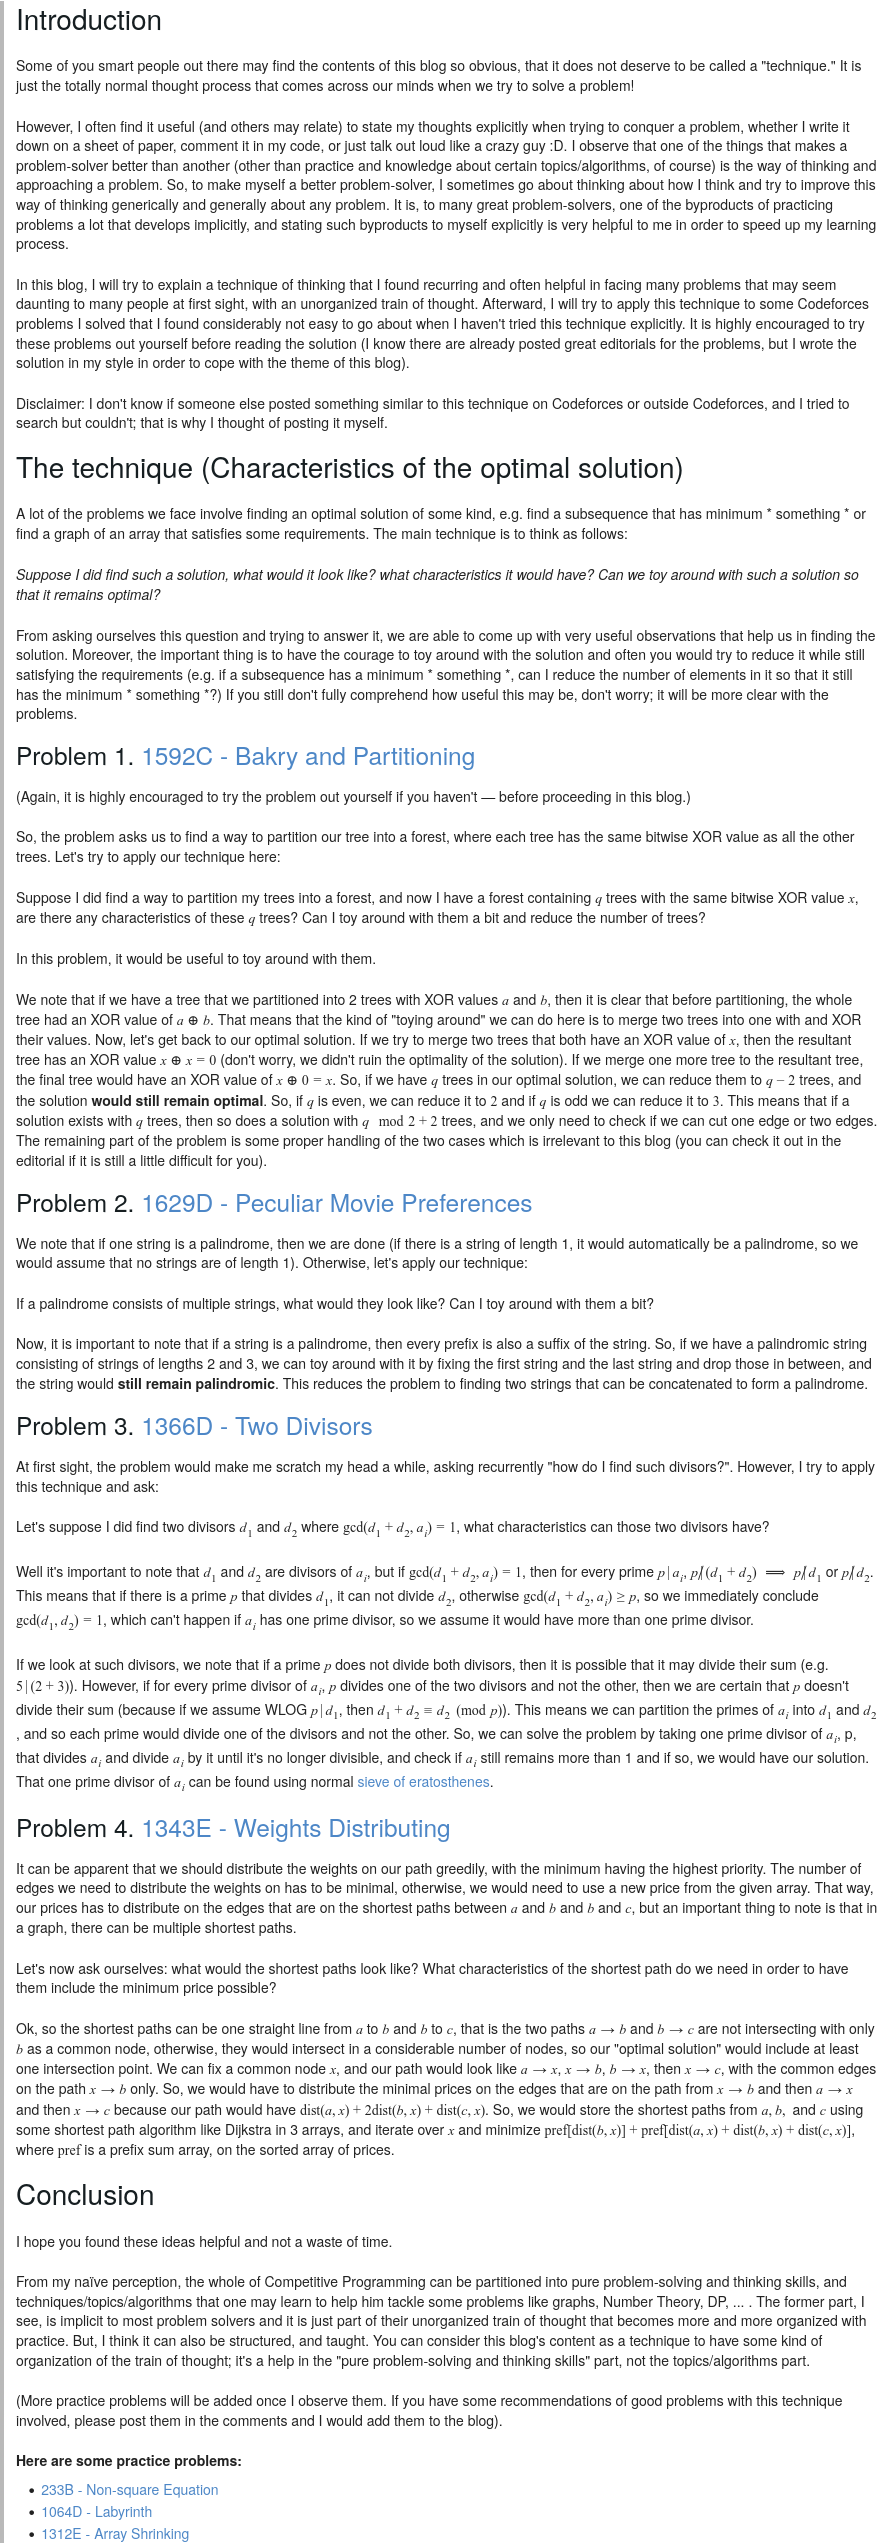 Introduction
Some of you smart people out there may find the contents of this blog so obvious, that it does not deserve to be called a "technique." It is
just the totally normal thought process that comes across our minds when we try to solve a problem!
However, I often find it useful (and others may relate) to state my thoughts explicitly when trying to conquer a problem, whether I write it
down on a sheet of paper, comment it in my code, or just talk out loud like a crazy guy :D. I observe that one of the things that makes a
problem-solver better than another (other than practice and knowledge about certain topics/algorithms, of course) is the way of thinking and
approaching a problem. So, to make myself a better problem-solver, I sometimes go about thinking about how I think and try to improve this
way of thinking generically and generally about any problem. It is, to many great problem-solvers, one of the byproducts of practicing
problems a lot that develops implicitly, and stating such byproducts to myself explicitly is very helpful to me in order to speed up my learning
process.
In this blog, I will try to explain a technique of thinking that I found recurring and often helpful in facing many problems that may seem
daunting to many people at first sight, with an unorganized train of thought. Afterward, I will try to apply this technique to some Codeforces
problems I solved that I found considerably not easy to go about when I haven't tried this technique explicitly. It is highly encouraged to try
these problems out yourself before reading the solution (I know there are already posted great editorials for the problems, but I wrote the
solution in my style in order to cope with the theme of this blog).
Disclaimer: I don't know if someone else posted something similar to this technique on Codeforces or outside Codeforces, and I tried to
search but couldn't; that is why I thought of posting it myself.
The technique (Characteristics of the optimal solution)
A lot of the problems we face involve finding an optimal solution of some kind, e.g. find a subsequence that has minimum * something * or
find a graph of an array that satisfies some requirements. The main technique is to think as follows:
Suppose I did find such a solution, what would it look like? what characteristics it would have? Can we toy around with such a solution so
that it remains optimal?
From asking ourselves this question and trying to answer it, we are able to come up with very useful observations that help us in finding the
solution. Moreover, the important thing is to have the courage to toy around with the solution and often you would try to reduce it while still
satisfying the requirements (e.g. if a subsequence has a minimum * something *, can I reduce the number of elements in it so that it still
has the minimum * something *?) If you still don't fully comprehend how useful this may be, don't worry; it will be more clear with the
problems.
Problem 1. 1592C - Bakry and Partitioning
(Again, it is highly encouraged to try the problem out yourself if you haven't — before proceeding in this blog.)
So, the problem asks us to find a way to partition our tree into a forest, where each tree has the same bitwise XOR value as all the other
trees. Let's try to apply our technique here:
Suppose I did find a way to partition my trees into a forest, and now I have a forest containing q trees with the same bitwise XOR value x,
are there any characteristics of these q trees? Can I toy around with them a bit and reduce the number of trees?
In this problem, it would be useful to toy around with them.
We note that if we have a tree that we partitioned into 2 trees with XOR values a and b, then it is clear that before partitioning, the whole
tree had an XOR value of a ⊕ b. That means that the kind of "toying around" we can do here is to merge two trees into one with and XOR
their values. Now, let's get back to our optimal solution. If we try to merge two trees that both have an XOR value of x, then the resultant
tree has an XOR value x ⊕ x = 0 (don't worry, we didn't ruin the optimality of the solution). If we merge one more tree to the resultant tree,
the final tree would have an XOR value of x ⊕ 0 = x. So, if we have q trees in our optimal solution, we can reduce them to q − 2 trees, and
the solution would still remain optimal. So, if q is even, we can reduce it to 2 and if q is odd we can reduce it to 3. This means that if a
solution exists with q trees, then so does a solution with q mod 2 + 2 trees, and we only need to check if we can cut one edge or two edges.
The remaining part of the problem is some proper handling of the two cases which is irrelevant to this blog (you can check it out in the
editorial if it is still a little difficult for you).
Problem 2. 1629D - Peculiar Movie Preferences
We note that if one string is a palindrome, then we are done (if there is a string of length 1, it would automatically be a palindrome, so we
would assume that no strings are of length 1). Otherwise, let's apply our technique:
If a palindrome consists of multiple strings, what would they look like? Can I toy around with them a bit?
Now, it is important to note that if a string is a palindrome, then every prefix is also a suffix of the string. So, if we have a palindromic string
consisting of strings of lengths 2 and 3, we can toy around with it by fixing the first string and the last string and drop those in between, and
the string would still remain palindromic. This reduces the problem to finding two strings that can be concatenated to form a palindrome.
Problem 3. 1366D - Two Divisors
At first sight, the problem would make me scratch my head a while, asking recurrently "how do I find such divisors?". However, I try to apply
this technique and ask:
Let's suppose I did find two divisors d₁ and d₂ where gcd(d₁ + d₂, aᵢ) = 1, what characteristics can those two divisors have?
Well it's important to note that d₁ and d₂ are divisors of aᵢ, but if gcd(d₁ + d₂, aᵢ) = 1, then for every prime p | aᵢ, p∤(d₁ + d₂) ⟹ p∤d₁ or p∤d₂.
This means that if there is a prime p that divides d₁, it can not divide d₂, otherwise gcd(d₁ + d₂, aᵢ) ≥ p, so we immediately conclude
gcd(d₁, d₂) = 1, which can't happen if aᵢ has one prime divisor, so we assume it would have more than one prime divisor.
If we look at such divisors, we note that if a prime p does not divide both divisors, then it is possible that it may divide their sum (e.g.
5 | (2 + 3)). However, if for every prime divisor of aᵢ, p divides one of the two divisors and not the other, then we are certain that p doesn't
divide their sum (because if we assume WLOG p | d₁, then d₁ + d₂ ≡ d₂ (mod p)). This means we can partition the primes of aᵢ into d₁ and d₂
, and so each prime would divide one of the divisors and not the other. So, we can solve the problem by taking one prime divisor of aᵢ, p,
that divides aᵢ and divide aᵢ by it until it's no longer divisible, and check if aᵢ still remains more than 1 and if so, we would have our solution.
That one prime divisor of aᵢ can be found using normal sieve of eratosthenes.
Problem 4. 1343E - Weights Distributing
It can be apparent that we should distribute the weights on our path greedily, with the minimum having the highest priority. The number of
edges we need to distribute the weights on has to be minimal, otherwise, we would need to use a new price from the given array. That way,
our prices has to distribute on the edges that are on the shortest paths between a and b and b and c, but an important thing to note is that in
a graph, there can be multiple shortest paths.
Let's now ask ourselves: what would the shortest paths look like? What characteristics of the shortest path do we need in order to have
them include the minimum price possible?
Ok, so the shortest paths can be one straight line from a to b and b to c, that is the two paths a → b and b → c are not intersecting with only
b as a common node, otherwise, they would intersect in a considerable number of nodes, so our "optimal solution" would include at least
one intersection point. We can fix a common node x, and our path would look like a → x, x → b, b → x, then x → c, with the common edges
on the path x → b only. So, we would have to distribute the minimal prices on the edges that are on the path from x → b and then a → x
and then x → c because our path would have dist(a, x) + 2dist(b, x) + dist(c, x). So, we would store the shortest paths from a, b, and c using
some shortest path algorithm like Dijkstra in 3 arrays, and iterate over x and minimize pref[dist(b, x)] + pref[dist(a, x) + dist(b, x) + dist(c, x)],
where pref is a prefix sum array, on the sorted array of prices.
Conclusion
I hope you found these ideas helpful and not a waste of time.
From my naïve perception, the whole of Competitive Programming can be partitioned into pure problem-solving and thinking skills, and
techniques/topics/algorithms that one may learn to help him tackle some problems like graphs, Number Theory, DP, ... . The former part, I
see, is implicit to most problem solvers and it is just part of their unorganized train of thought that becomes more and more organized with
practice. But, I think it can also be structured, and taught. You can consider this blog's content as a technique to have some kind of
organization of the train of thought; it's a help in the "pure problem-solving and thinking skills" part, not the topics/algorithms part.
(More practice problems will be added once I observe them. If you have some recommendations of good problems with this technique
involved, please post them in the comments and I would add them to the blog).
Here are some practice problems:
• 233B - Non-square Equation
• 1064D - Labyrinth
• 1312E - Array Shrinking